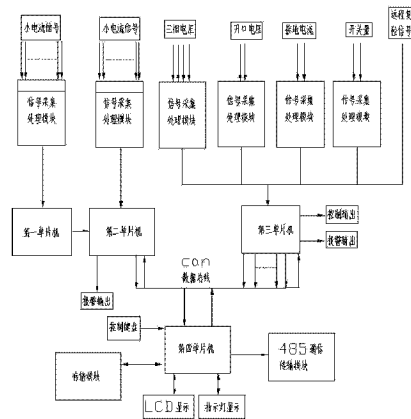 小电流信号
小电流信号
三相电压
开口电压
接地电流
开关量
远程复
信号采集
处理模块
信号采集
处理模块
信号采集
处理模块
信号采集
处理模块
信号采集
处理模块
信号采集
处理模块
第一单片机
第二单片机
第三单片机
控制输出
报警输出
报警输出
can
数据总线
控制键盘
第四单片机
存储模块
485通信
传输模块
LCD显示
指示灯显示